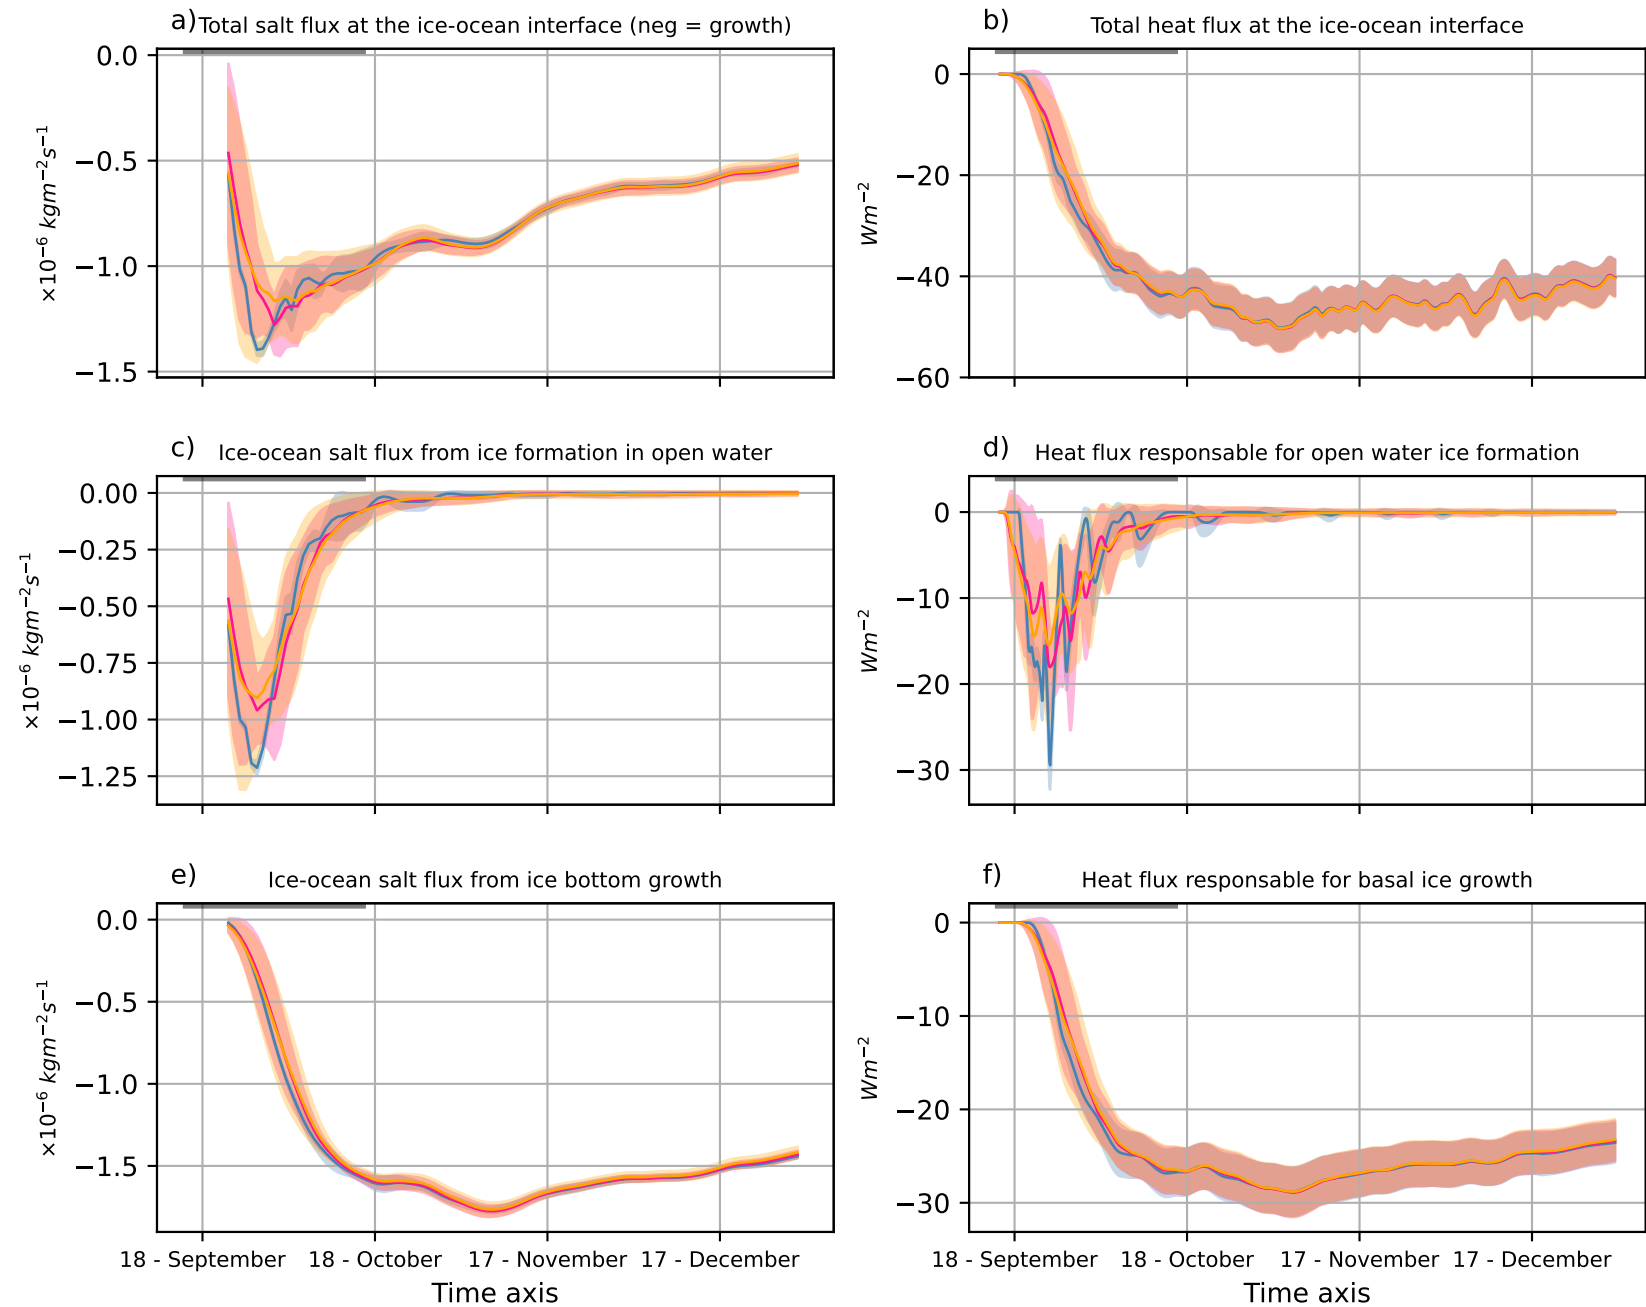 a) Total salt flux at the ice-ocean interface (neg = growth)
0.0
−0.5
−1.0
−1.5
×10⁻⁶ kgm⁻²s⁻¹
b) Total heat flux at the ice-ocean interface
0
−20
−40
−60
Wm⁻²
c) Ice-ocean salt flux from ice formation in open water
0.00
−0.25
−0.50
−0.75
−1.00
−1.25
×10⁻⁶ kgm⁻²s⁻¹
d) Heat flux responsable for open water ice formation
0
−10
−20
−30
Wm⁻²
e) Ice-ocean salt flux from ice bottom growth
0.0
−0.5
−1.0
−1.5
×10⁻⁶ kgm⁻²s⁻¹
18 - September 18 - October 17 - November 17 - December
Time axis
f) Heat flux responsable for basal ice growth
0
−10
−20
−30
Wm⁻²
18 - September 18 - October 17 - November 17 - December
Time axis